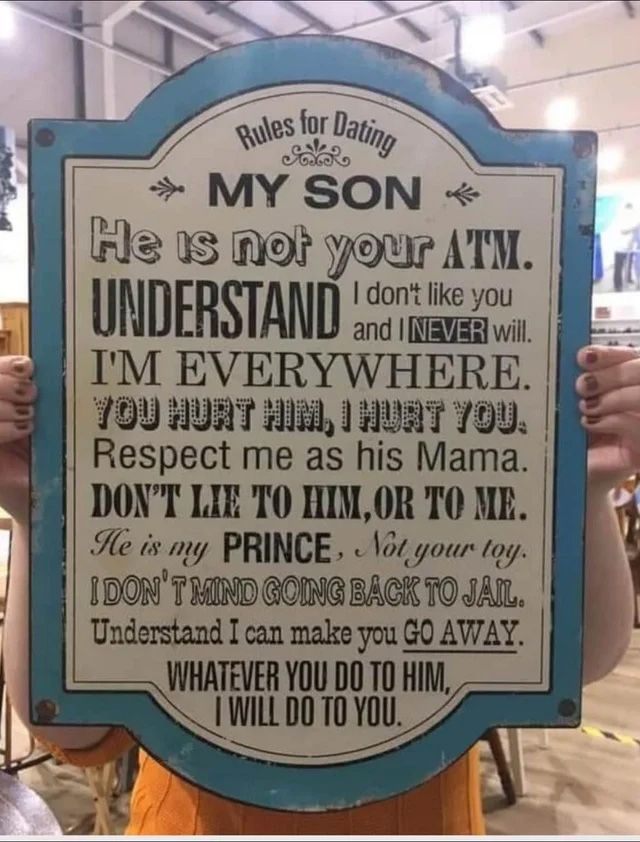 Rules for Dating
MY SON
He is not your ATM.
UNDERSTAND I don't like you
and I NEVER will.
I'M EVERYWHERE.
YOU HURT HIM, I HURT YOU.
Respect me as his Mama.
DON'T LIE TO HIM, OR TO ME.
He is my PRINCE, Not your toy.
I DON'T MIND GOING BACK TO JAIL.
Understand I can make you GO AWAY.
WHATEVER YOU DO TO HIM,
I WILL DO TO YOU.